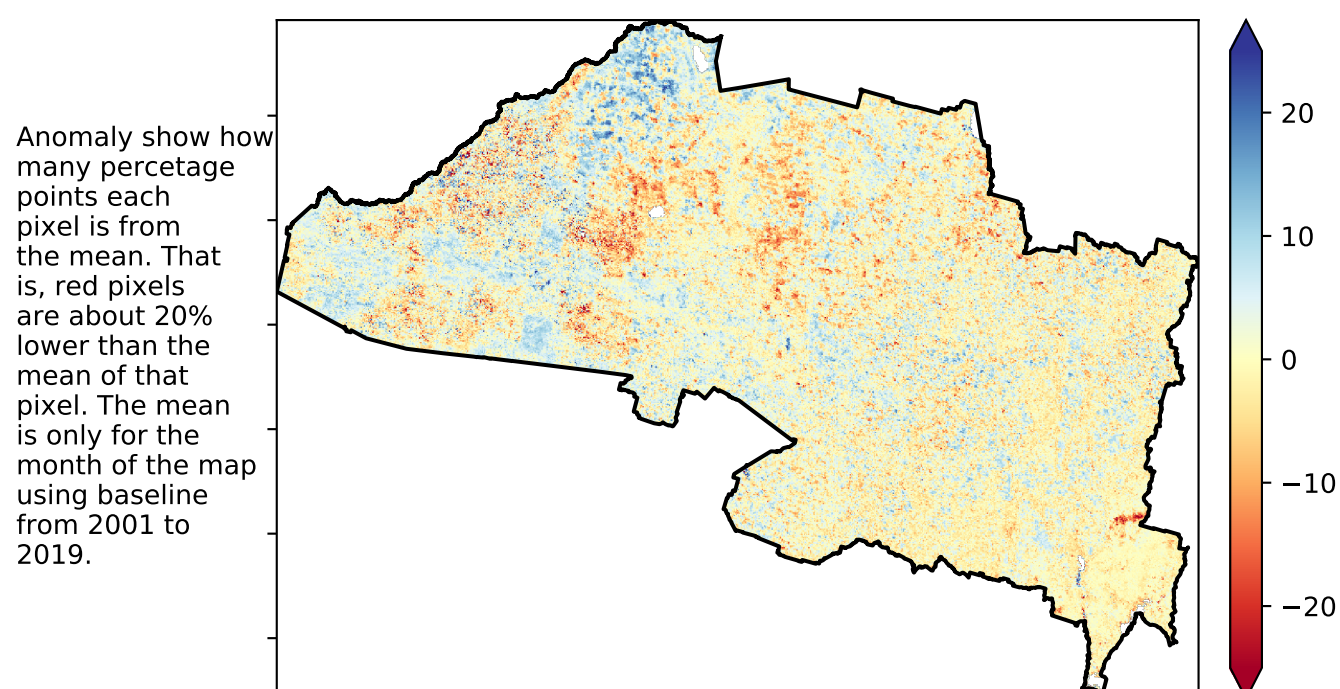 Anomaly show how
many percetage
points each
pixel is from
the mean. That
is, red pixels
are about 20%
lower than the
mean of that
pixel. The mean
is only for the
month of the map
using baseline
from 2001 to
2019.
20
10
0
−10
−20